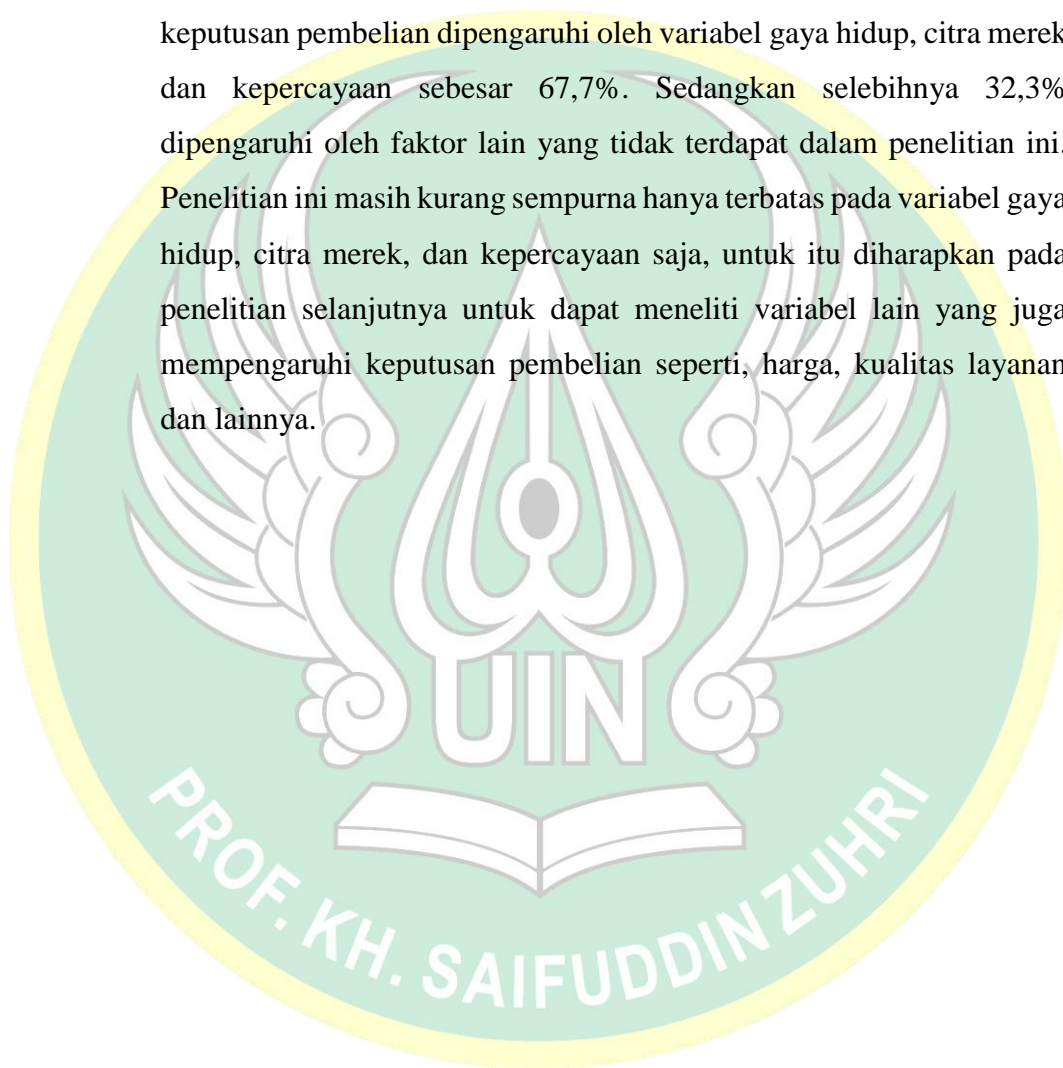 keputusan pembelian dipengaruhi oleh variabel gaya hidup, citra merek
dan kepercayaan sebesar 67,7%. Sedangkan selebihnya 32,3%
dipengaruhi oleh faktor lain yang tidak terdapat dalam penelitian ini.
Penelitian ini masih kurang sempurna hanya terbatas pada variabel gaya
hidup, citra merek, dan kepercayaan saja, untuk itu diharapkan pada
penelitian selanjutnya untuk dapat meneliti variabel lain yang juga
mempengaruhi keputusan pembelian seperti, harga, kualitas layanan
dan lainnya.
UIN
PROF. KH. SAIFUDDIN ZUHRI